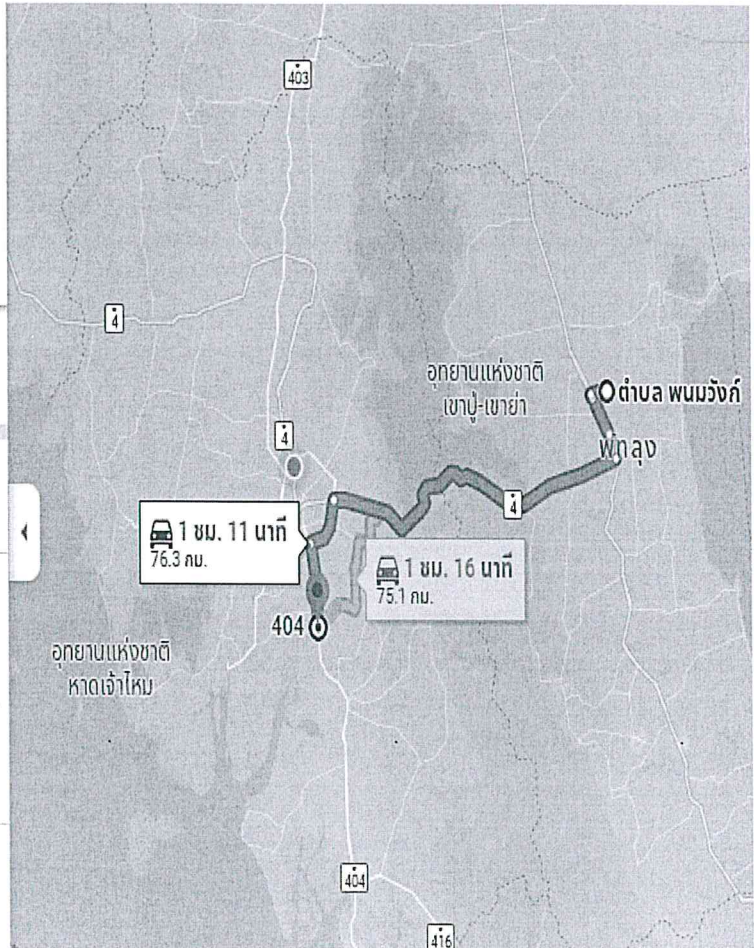 403
4
อุทยานแห่งชาติ
เขาปู่-เขาย่า
ตำบล พนมวังก์
4
พัทลุง
4
1 ชม. 11 นาที
76.3 กม.
1 ชม. 16 นาที
75.1 กม.
404
อุทยานแห่งชาติ
หาดเจ้าไหม
404
416